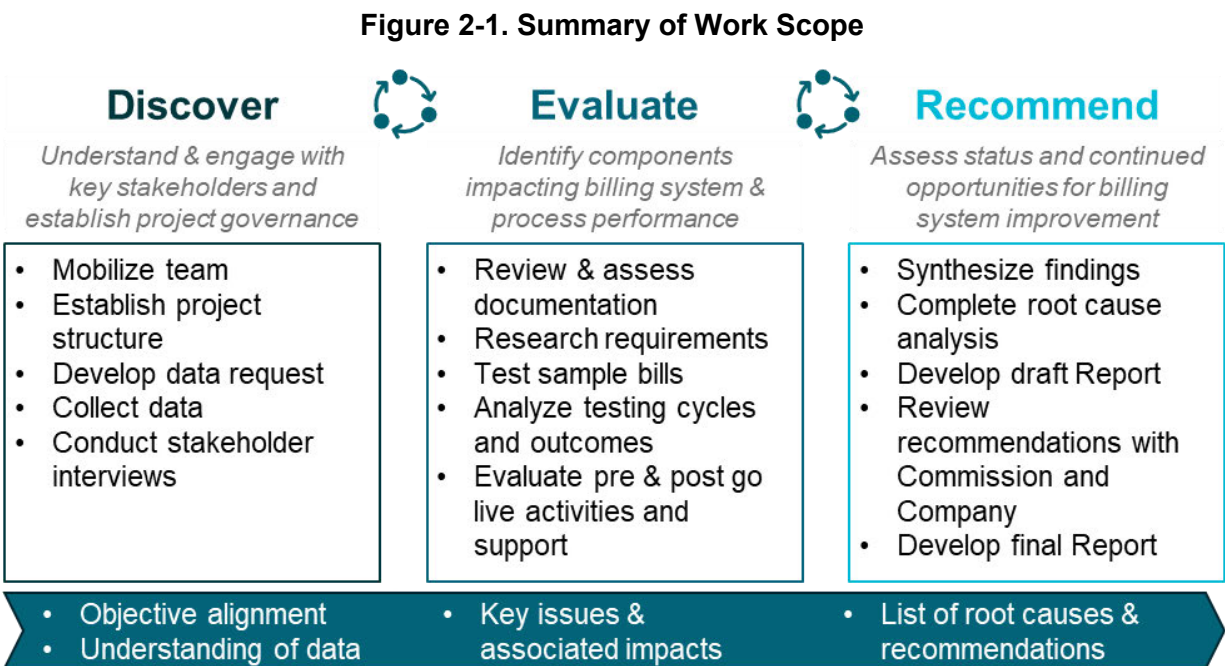 Figure 2-1. Summary of Work Scope
Discover
Understand & engage with
key stakeholders and
establish project governance
• Mobilize team
• Establish project
structure
• Develop data request
• Collect data
• Conduct stakeholder
interviews
• Objective alignment
• Understanding of data
Evaluate
Identify components
impacting billing system &
process performance
• Review & assess
documentation
• Research requirements
• Test sample bills
• Analyze testing cycles
and outcomes
• Evaluate pre & post go
live activities and
support
• Key issues &
associated impacts
Recommend
Assess status and continued
opportunities for billing
system improvement
• Synthesize findings
• Complete root cause
analysis
• Develop draft Report
• Review
recommendations with
Commission and
Company
• Develop final Report
• List of root causes &
recommendations